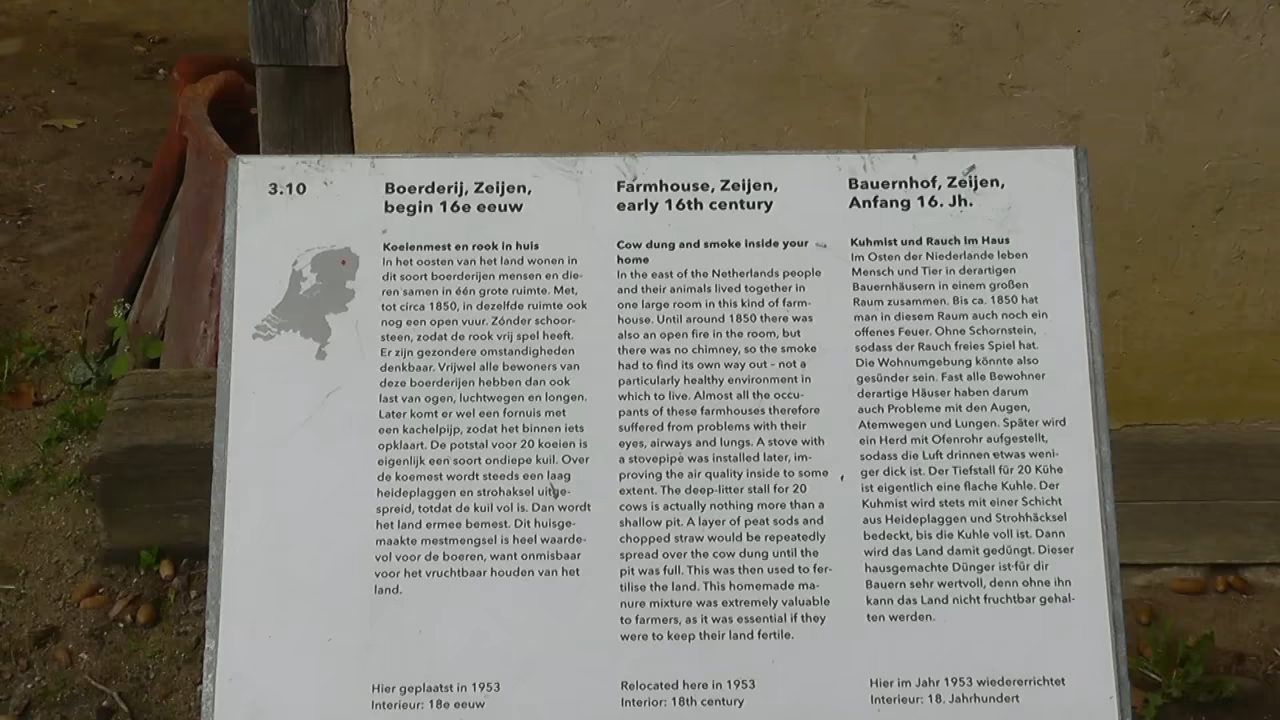 3.10
Boerderij, Zeijen,
begin 16e eeuw
Koeienmest en rook in huis
In het oosten van het land wonen in
dit soort boerderijen mensen en die-
ren samen in één grote ruimte. Met,
tot circa 1850, in dezelfde ruimte ook
nog een open vuur. Zónder schoor-
steen, zodat de rook vrij spel heeft.
Er zijn gezondere omstandigheden
denkbaar. Vrijwel alle bewoners van
deze boerderijen hebben dan ook
last van ogen, luchtwegen en longen.
Later komt er wel een fornuis met
een kachelpijp, zodat het binnen iets
opklaart. De potstal voor 20 koeien is
eigenlijk een soort ondiepe kuil. Over
de koemest wordt steeds een laag
heideplaggen en strohaksel uitge-
spreid, totdat de kuil vol is. Dan wordt
het land ermee bemest. Dit huisge-
maakte mestmengsel is heel waarde-
vol voor de boeren, want onmisbaar
voor het vruchtbaar houden van het
land.
Hier geplaatst in 1953
Interieur: 18e eeuw
Farmhouse, Zeijen,
early 16th century
Cow dung and smoke inside your
home
In the east of the Netherlands people
and their animals lived together in
one large room in this kind of farm-
house. Until around 1850 there was
also an open fire in the room, but
there was no chimney, so the smoke
had to find its own way out – not a
particularly healthy environment in
which to live. Almost all the occu-
pants of these farmhouses therefore
suffered from problems with their
eyes, airways and lungs. A stove with
a stovepipe was installed later, im-
proving the air quality inside to some
extent. The deep-litter stall for 20
cows is actually nothing more than a
shallow pit. A layer of peat sods and
chopped straw would be repeatedly
spread over the cow dung until the
pit was full. This was then used to fer-
tilise the land. This homemade ma-
nure mixture was extremely valuable
to farmers, as it was essential if they
were to keep their land fertile.
Relocated here in 1953
Interior: 18th century
Bauernhof, Zeijen,
Anfang 16. Jh.
Kuhmist und Rauch im Haus
Im Osten der Niederlande leben
Mensch und Tier in derartigen
Bauernhäusern in einem großen
Raum zusammen. Bis ca. 1850 hat
man in diesem Raum auch noch ein
offenes Feuer. Ohne Schornstein,
sodass der Rauch freies Spiel hat.
Die Wohnumgebung könnte also
gesünder sein. Fast alle Bewohner
derartige Häuser haben darum
auch Probleme mit den Augen,
Atemwegen und Lungen. Später wird
ein Herd mit Ofenrohr aufgestellt,
sodass die Luft drinnen etwas weni-
ger dick ist. Der Tiefstall für 20 Kühe
ist eigentlich eine flache Kuhle. Der
Kuhmist wird stets mit einer Schicht
aus Heideplaggen und Strohhäcksel
bedeckt, bis die Kuhle voll ist. Dann
wird das Land damit gedüngt. Dieser
hausgemachte Dünger ist für dir
Bauern sehr wertvoll, denn ohne ihn
kann das Land nicht fruchtbar gehal-
ten werden.
Hier im Jahr 1953 wiedererrichtet
Interieur: 18. Jahrhundert